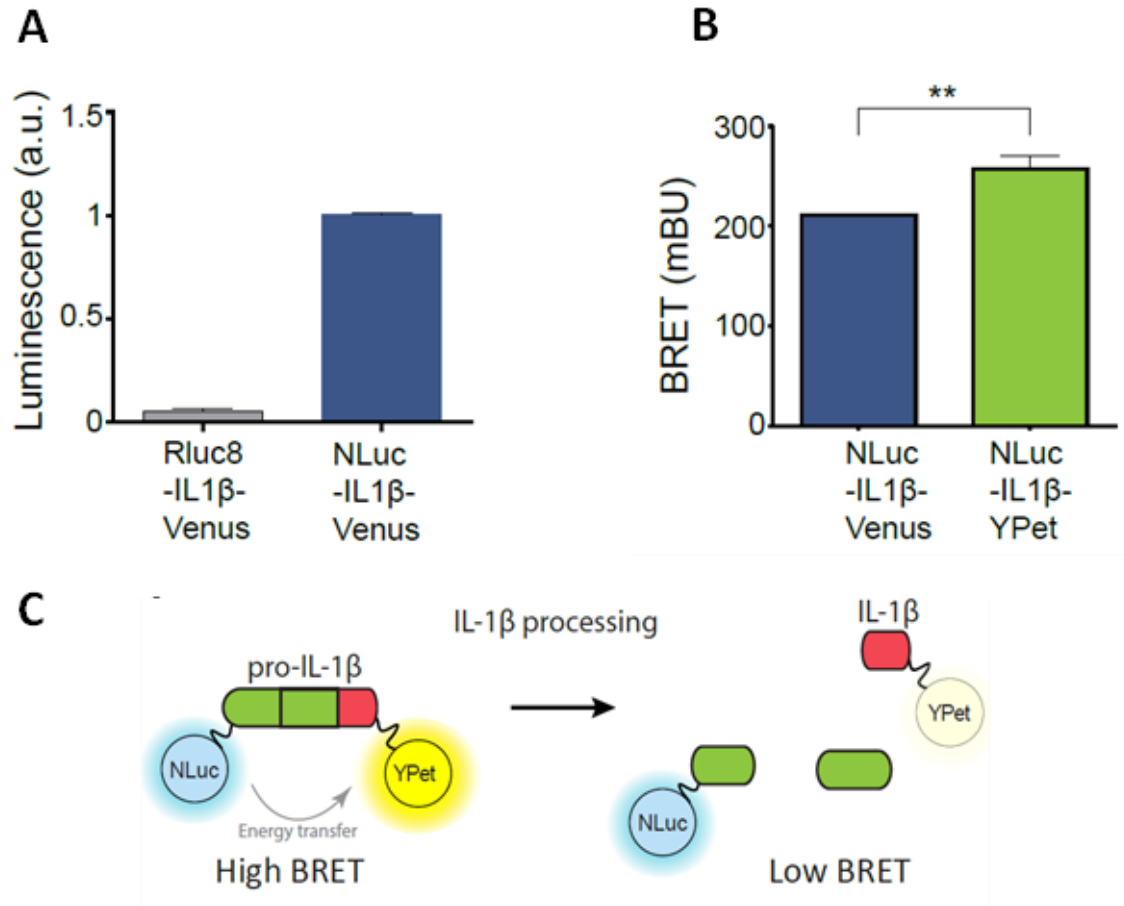 A
Luminescence (a.u.)
1.5
1
0.5
0
Rluc8
-IL1β-
Venus
NLuc
-IL1β-
Venus
B
**
BRET (mBU)
300
200
100
0
NLuc
-IL1β-
Venus
NLuc
-IL1β-
YPet
C
pro-IL-1β
NLuc
YPet
Energy transfer
High BRET
IL-1β processing
IL-1β
YPet
NLuc
Low BRET